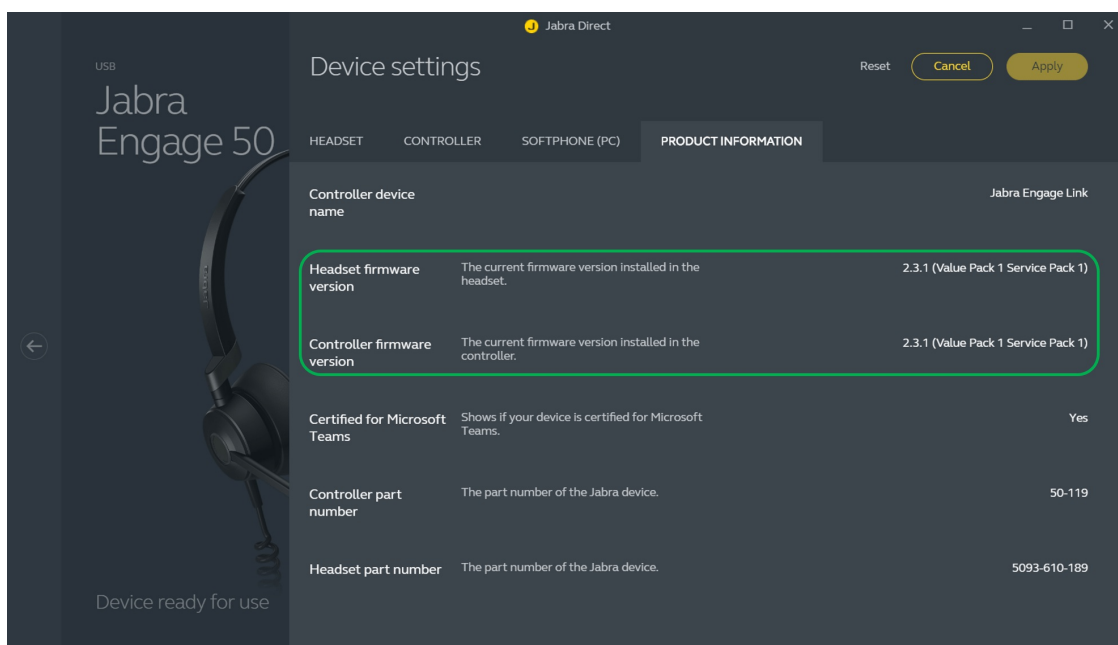 Jabra Direct
USB
Jabra
Engage 50
Device settings
Reset
Cancel
Apply
HEADSET
CONTROLLER
SOFTPHONE (PC)
PRODUCT INFORMATION
Controller device
name
Jabra Engage Link
Headset firmware
version
The current firmware version installed in the
headset.
2.3.1 (Value Pack 1 Service Pack 1)
Controller firmware
version
The current firmware version installed in the
controller.
2.3.1 (Value Pack 1 Service Pack 1)
Certified for Microsoft
Teams
Shows if your device is certified for Microsoft
Teams.
Yes
Controller part
number
The part number of the Jabra device.
50-119
Headset part number
The part number of the Jabra device.
5093-610-189
Device ready for use